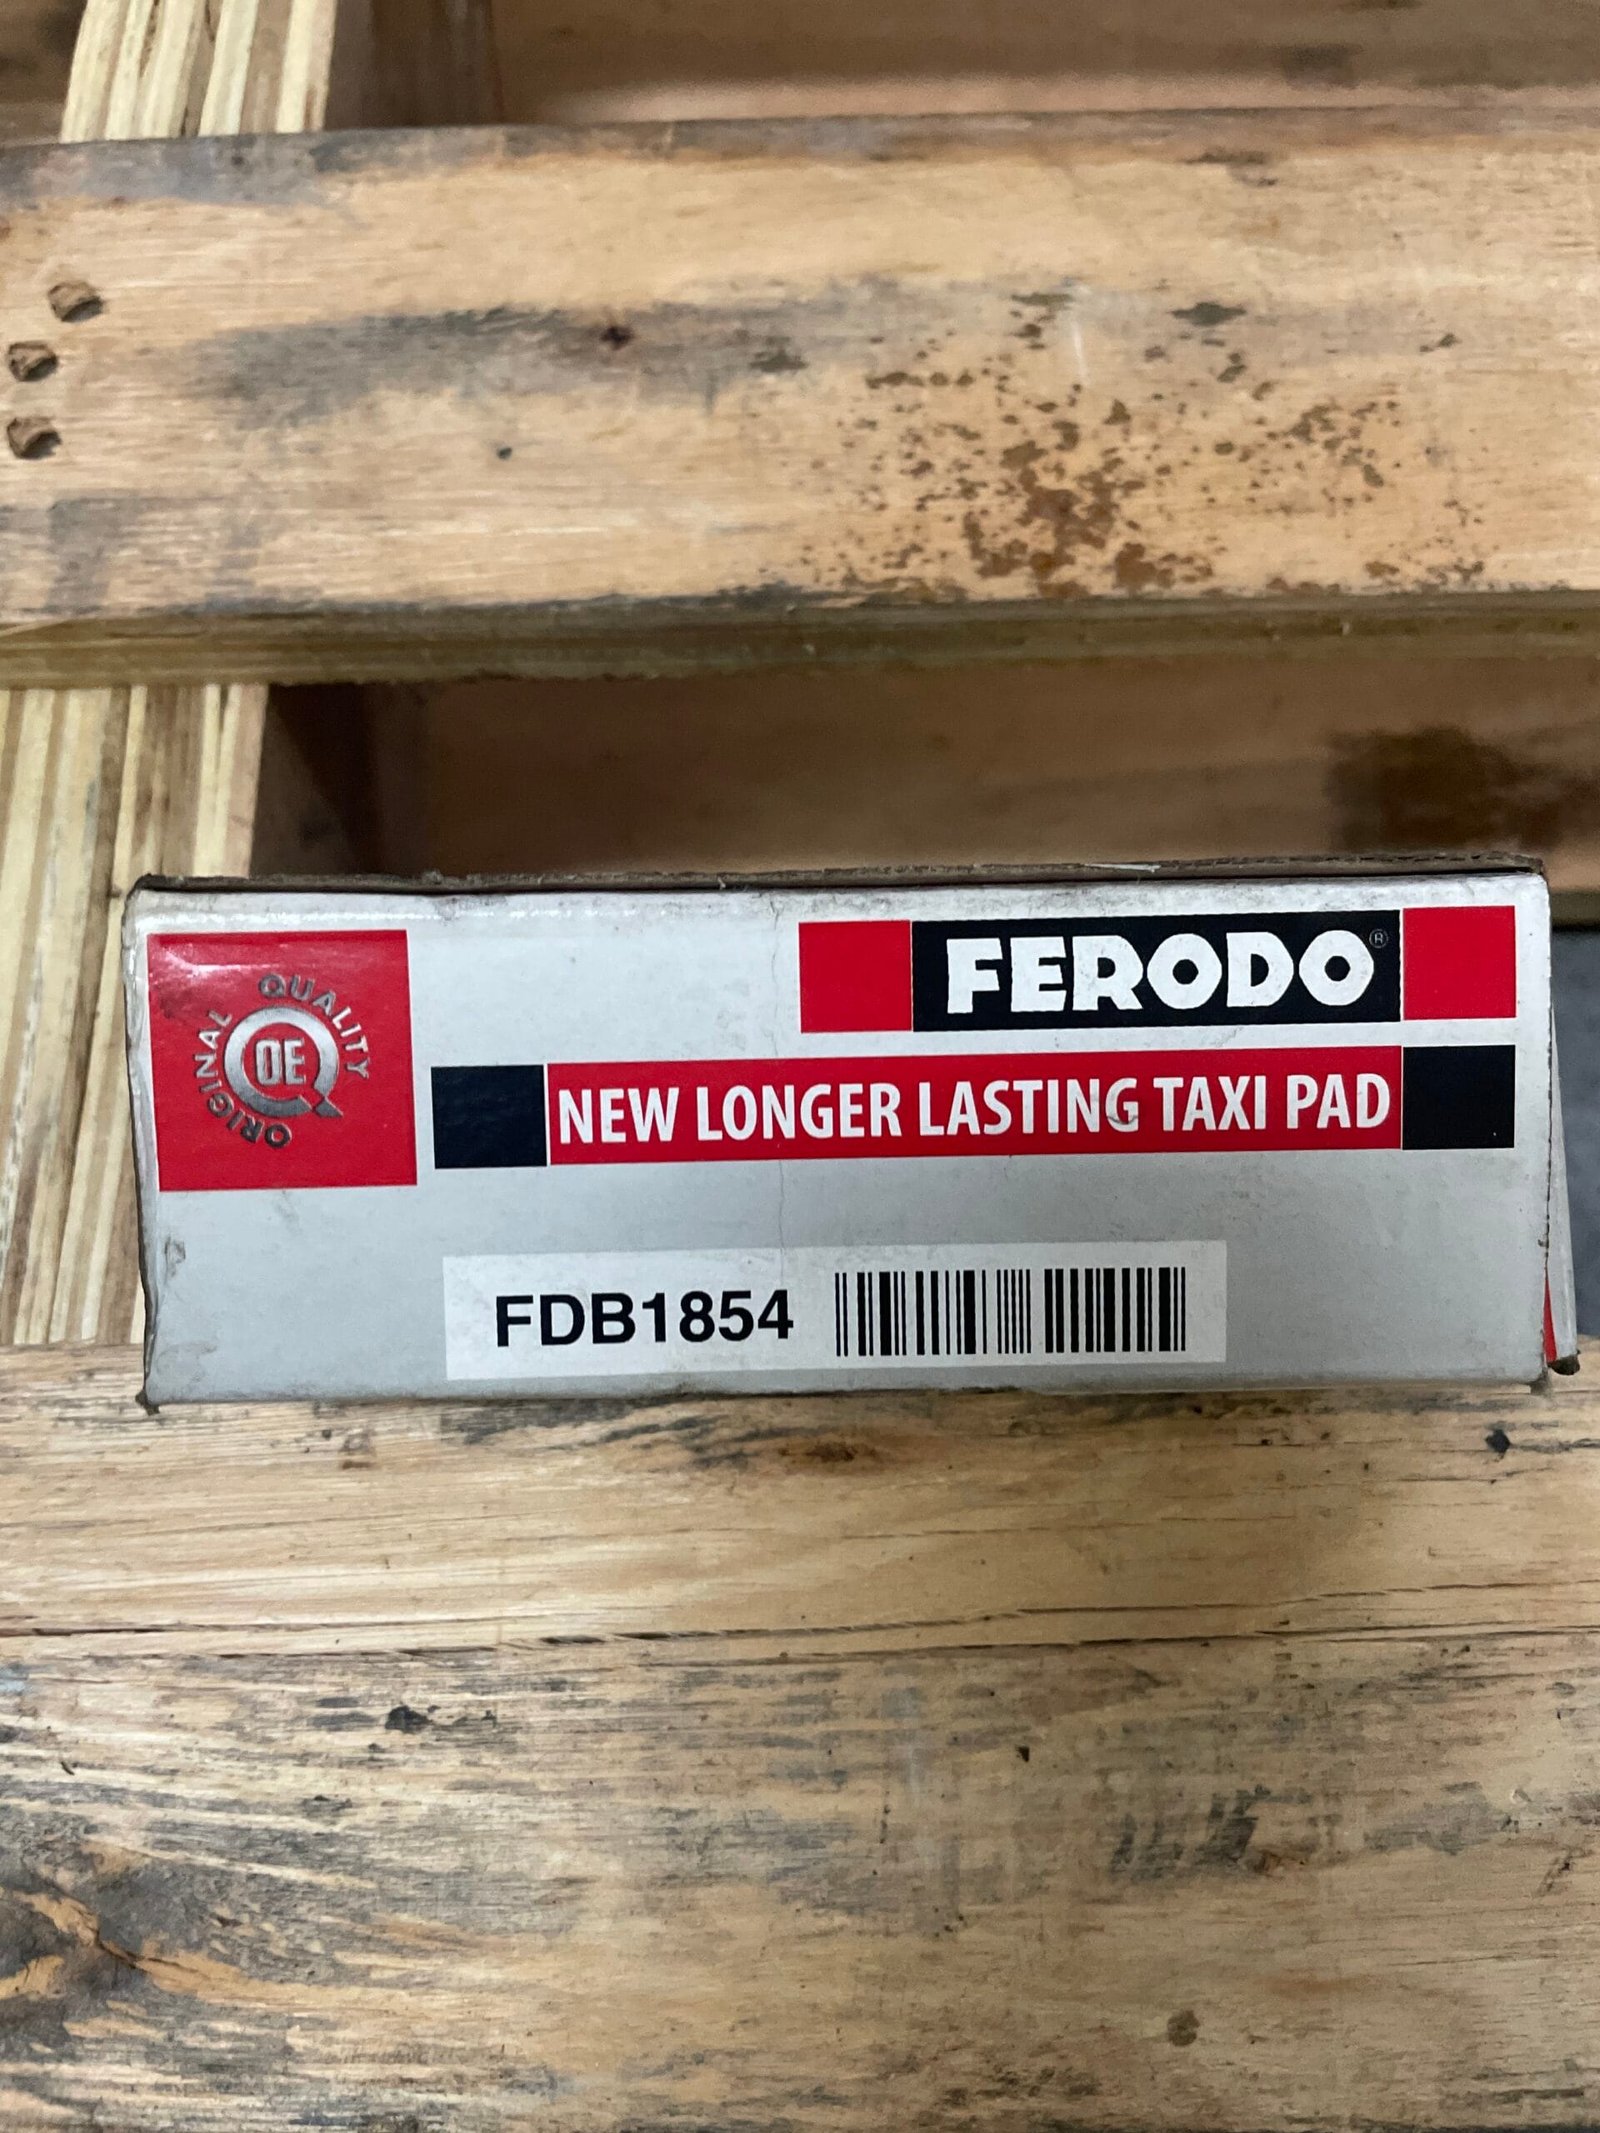 ORIGINAL QUALITY
OE
FERODO®
NEW LONGER LASTING TAXI PAD
FDB1854